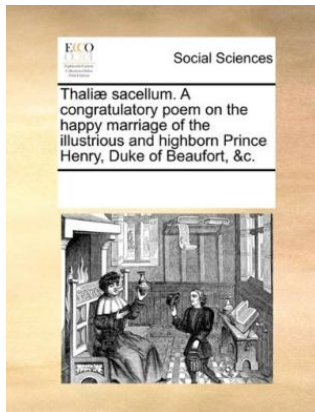 ECCO
Social Sciences
Thaliæ sacellum. A
congratulatory poem on the
happy marriage of the
illustrious and highborn Prince
Henry, Duke of Beaufort, &c.